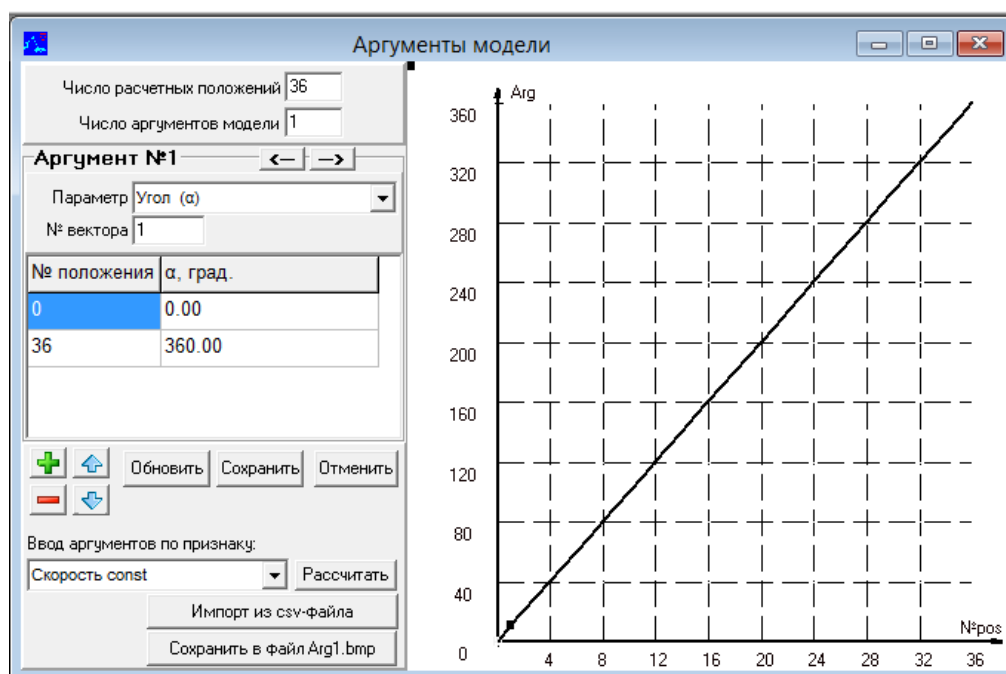 Аргументы модели
Число расчетных положений 36
Число аргументов модели 1
Аргумент №1 <— —>
Параметр Угол (α)
№ вектора 1
№ положения α, град.
0 0.00
36 360.00
Обновить Сохранить Отменить
Ввод аргументов по признаку:
Скорость const Рассчитать
Импорт из csv-файла
Сохранить в файл Arg1.bmp
Arg
360
320
280
240
200
160
120
80
40
0
N²pos
4 8 12 16 20 24 28 32 36